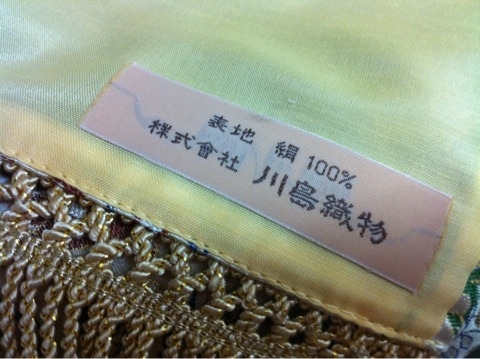 表地 絹100%
株式會社 川島織物